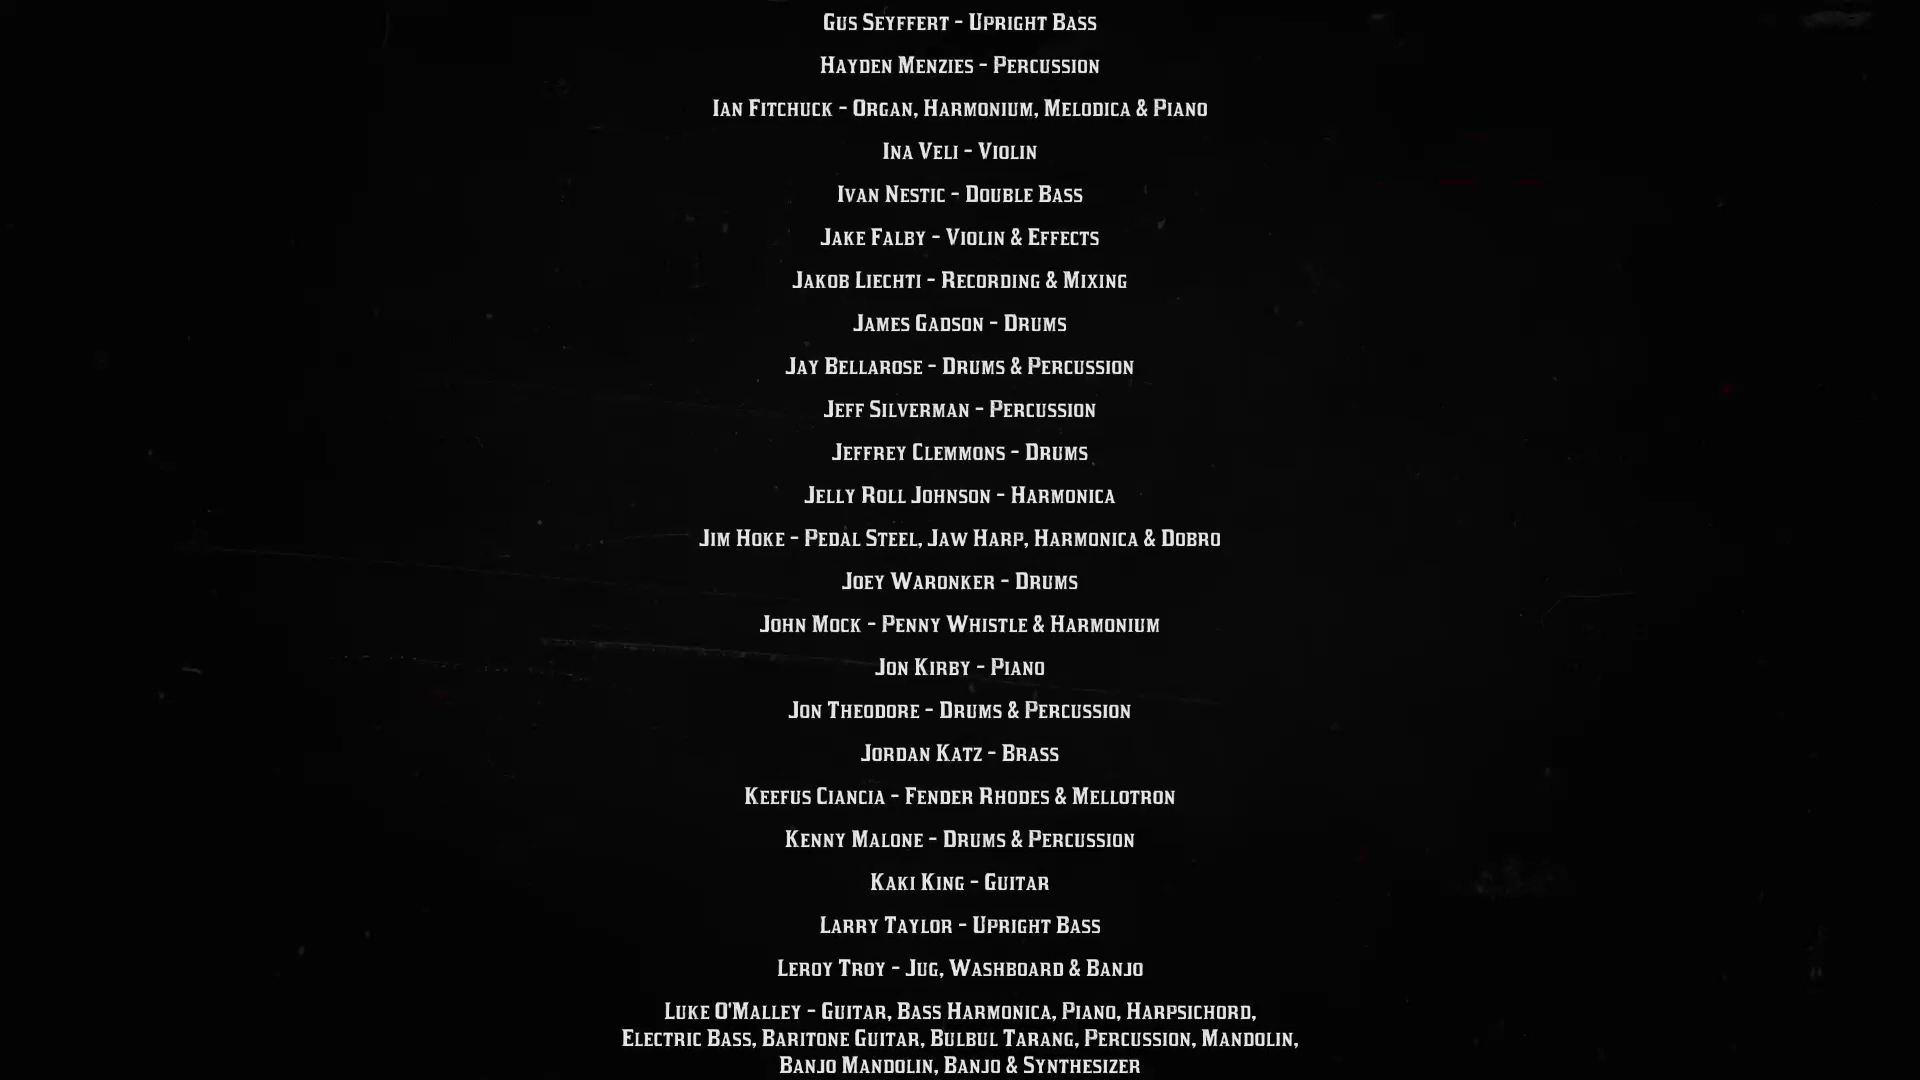 Gus Seyffert - Upright Bass
Hayden Menzies - Percussion
Ian Fitchuck - Organ, Harmonium, Melodica & Piano
Ina Veli - Violin
Ivan Nestic - Double Bass
Jake Falby - Violin & Effects
Jakob Liechti - Recording & Mixing
James Gadson - Drums
Jay Bellarose - Drums & Percussion
Jeff Silverman - Percussion
Jeffrey Clemmons - Drums
Jelly Roll Johnson - Harmonica
Jim Hoke - Pedal Steel, Jaw Harp, Harmonica & Dobro
Joey Waronker - Drums
John Mock - Penny Whistle & Harmonium
Jon Kirby - Piano
Jon Theodore - Drums & Percussion
Jordan Katz - Brass
Keefus Ciancia - Fender Rhodes & Mellotron
Kenny Malone - Drums & Percussion
Kaki King - Guitar
Larry Taylor - Upright Bass
Leroy Troy - Jug, Washboard & Banjo
Luke O'Malley - Guitar, Bass Harmonica, Piano, Harpsichord,
Electric Bass, Baritone Guitar, Bulbul Tarang, Percussion, Mandolin,
Banjo Mandolin, Banjo & Synthesizer